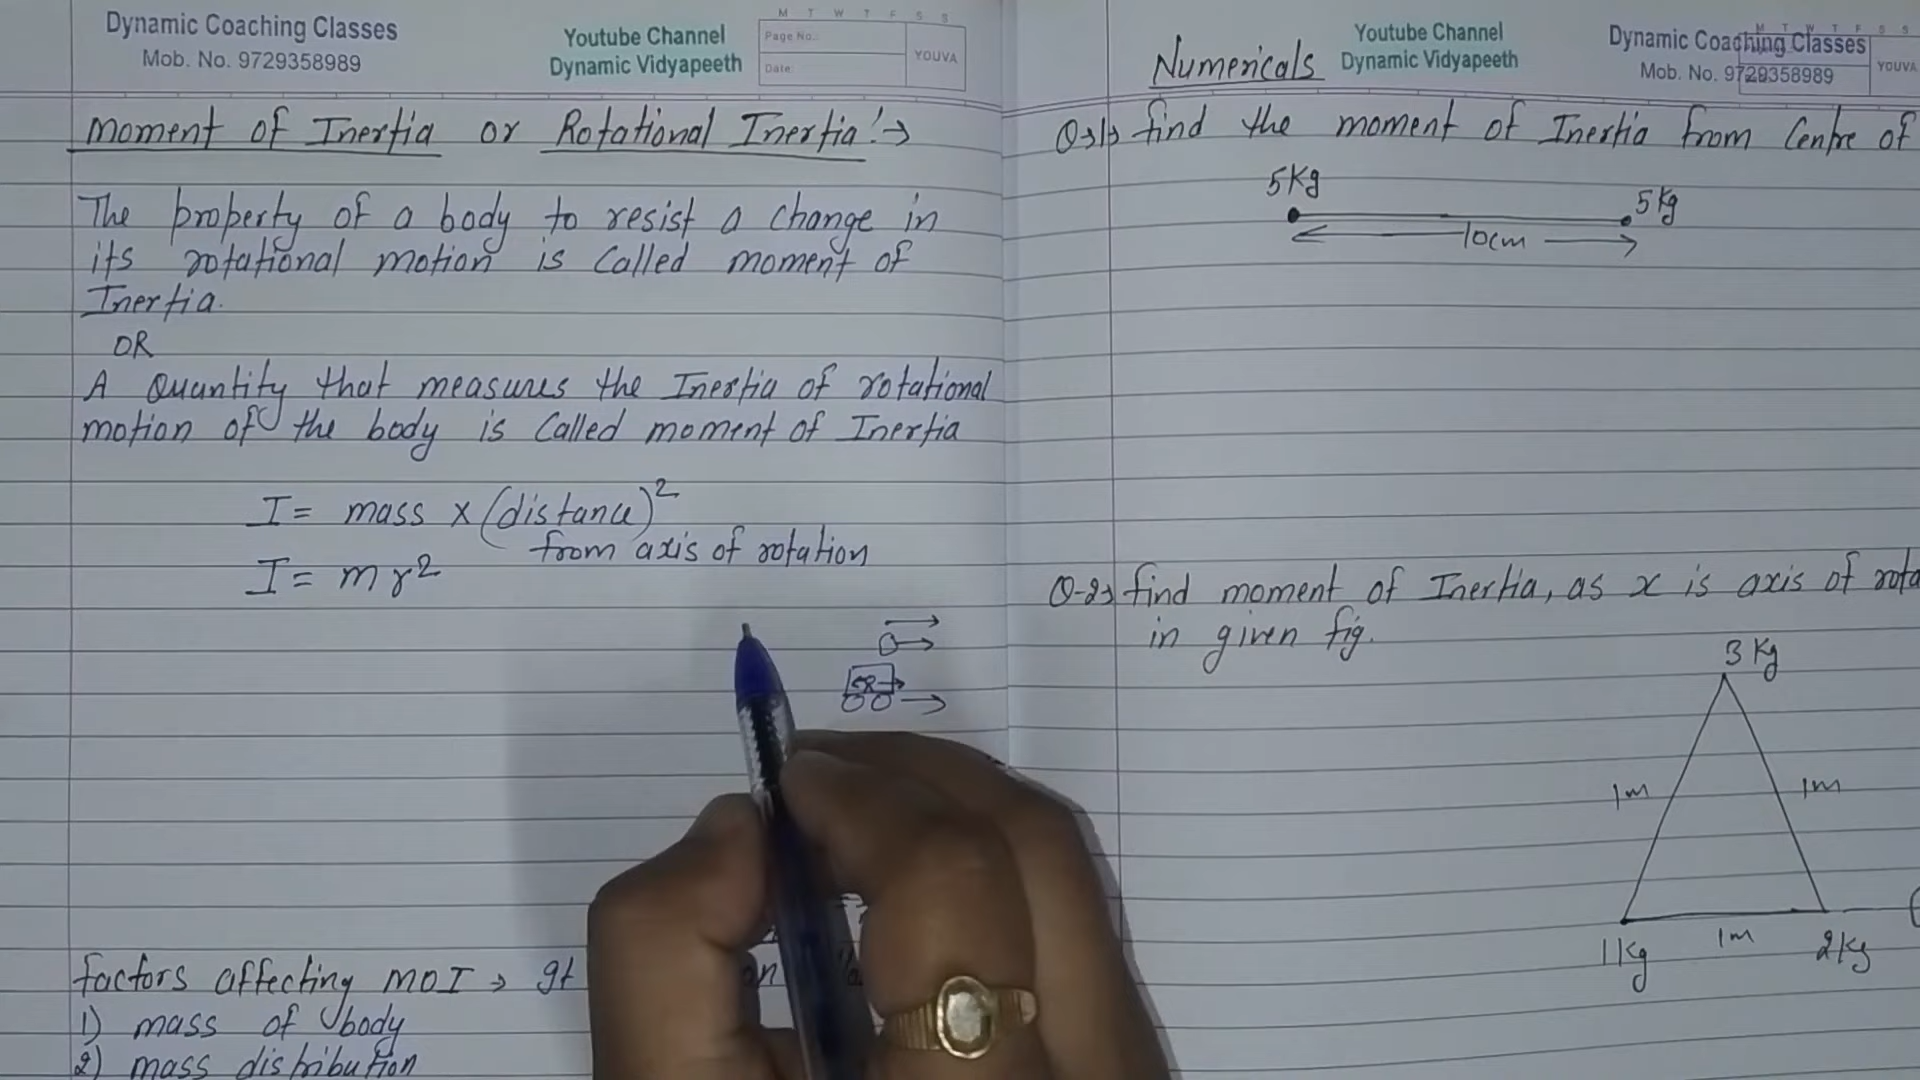 Dynamic Coaching Classes
Mob. No. 9729358989
Youtube Channel
Dynamic Vidyapeeth
M T W T F S S
Page No.:
Date:
YOUVA
Moment of Inertia or Rotational Inertia:→
The property of a body to resist a change in
its rotational motion is called moment of
Inertia.
OR
A Quantity that measures the Inertia of rotational
motion of the body is called moment of Inertia
I = mass x (distance)²
from axis of rotation
I = mr²
factors affecting MOI → gt
1) mass of body
2) mass distribution
Numericals
Youtube Channel
Dynamic Vidyapeeth
Dynamic Coaching Classes
Mob. No. 9729358989
M T W T F S S
YOUVA
Q→1) find the moment of Inertia from Centre of
5Kg
5Kg
10cm
Q-2) find moment of Inertia, as x is axis of
in given fig.
3 Kg
1m
1m
1m
1Kg
2Kg